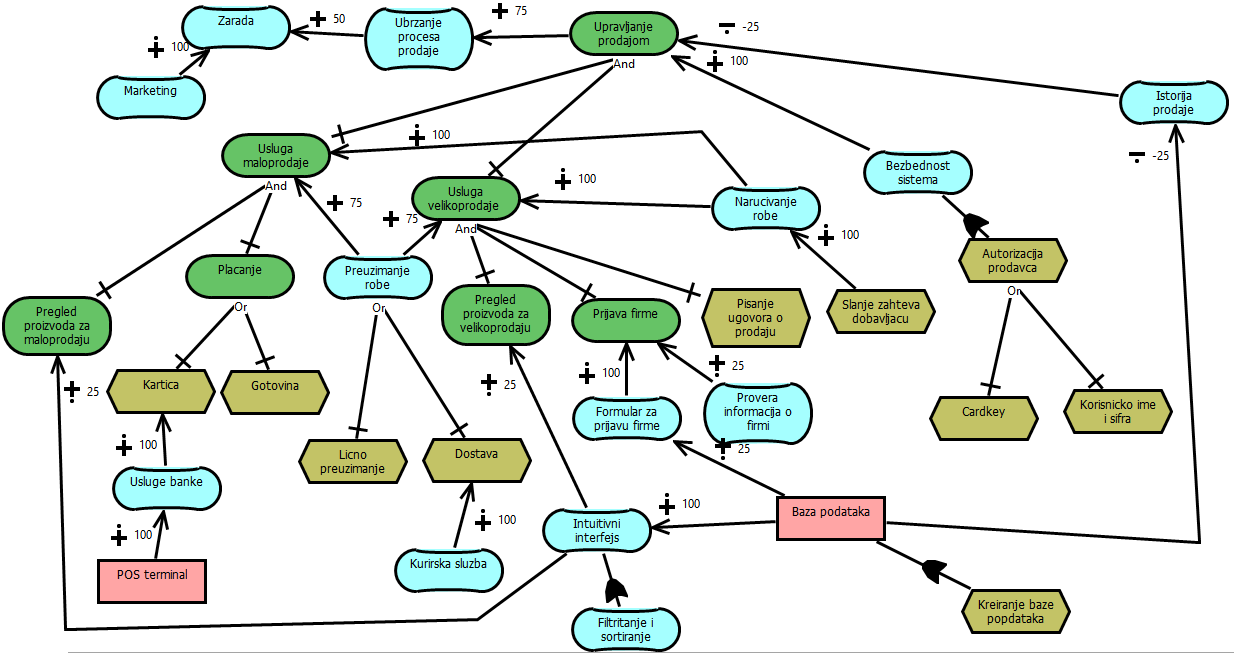 Zarada
50
Ubrzanje
procesa
prodaje
75
Upravljanje
prodajom
And
-25
100
100
Marketing
Istorija
prodaje
-25
Usluga
maloprodaje
And
100
Bezbednost
sistema
75
75
Usluga
velikoprodaje
And
100
Narucivanje
robe
100
Autorizacija
prodavca
Or
Placanje
Or
Preuzimanje
robe
Or
Pregled
proizvoda za
maloprodaju
25
Pregled
proizvoda za
velikoprodaju
25
Prijava firme
Pisanje
ugovora o
prodaju
Slanje zahteva
dobavljacu
Kartica
Gotovina
100
25
Formular za
prijavu firme
Provera
informacija o
firmi
25
Cardkey
Korisnicko ime
i sifra
100
Licno
preuzimanje
Dostava
Usluge banke
100
100
100
Intuitivni
interfejs
Baza podataka
POS terminal
Kurirska sluzba
Filtritanje i
sortiranje
Kreiranje baze
popdataka